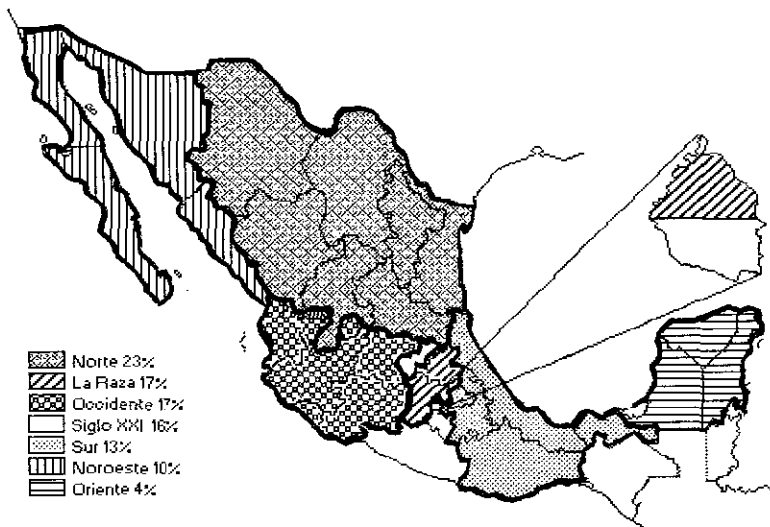 Norte 23%
La Raza 17%
Occidente 17%
Siglo XXI 16%
Sur 13%
Noroeste 10%
Oriente 4%